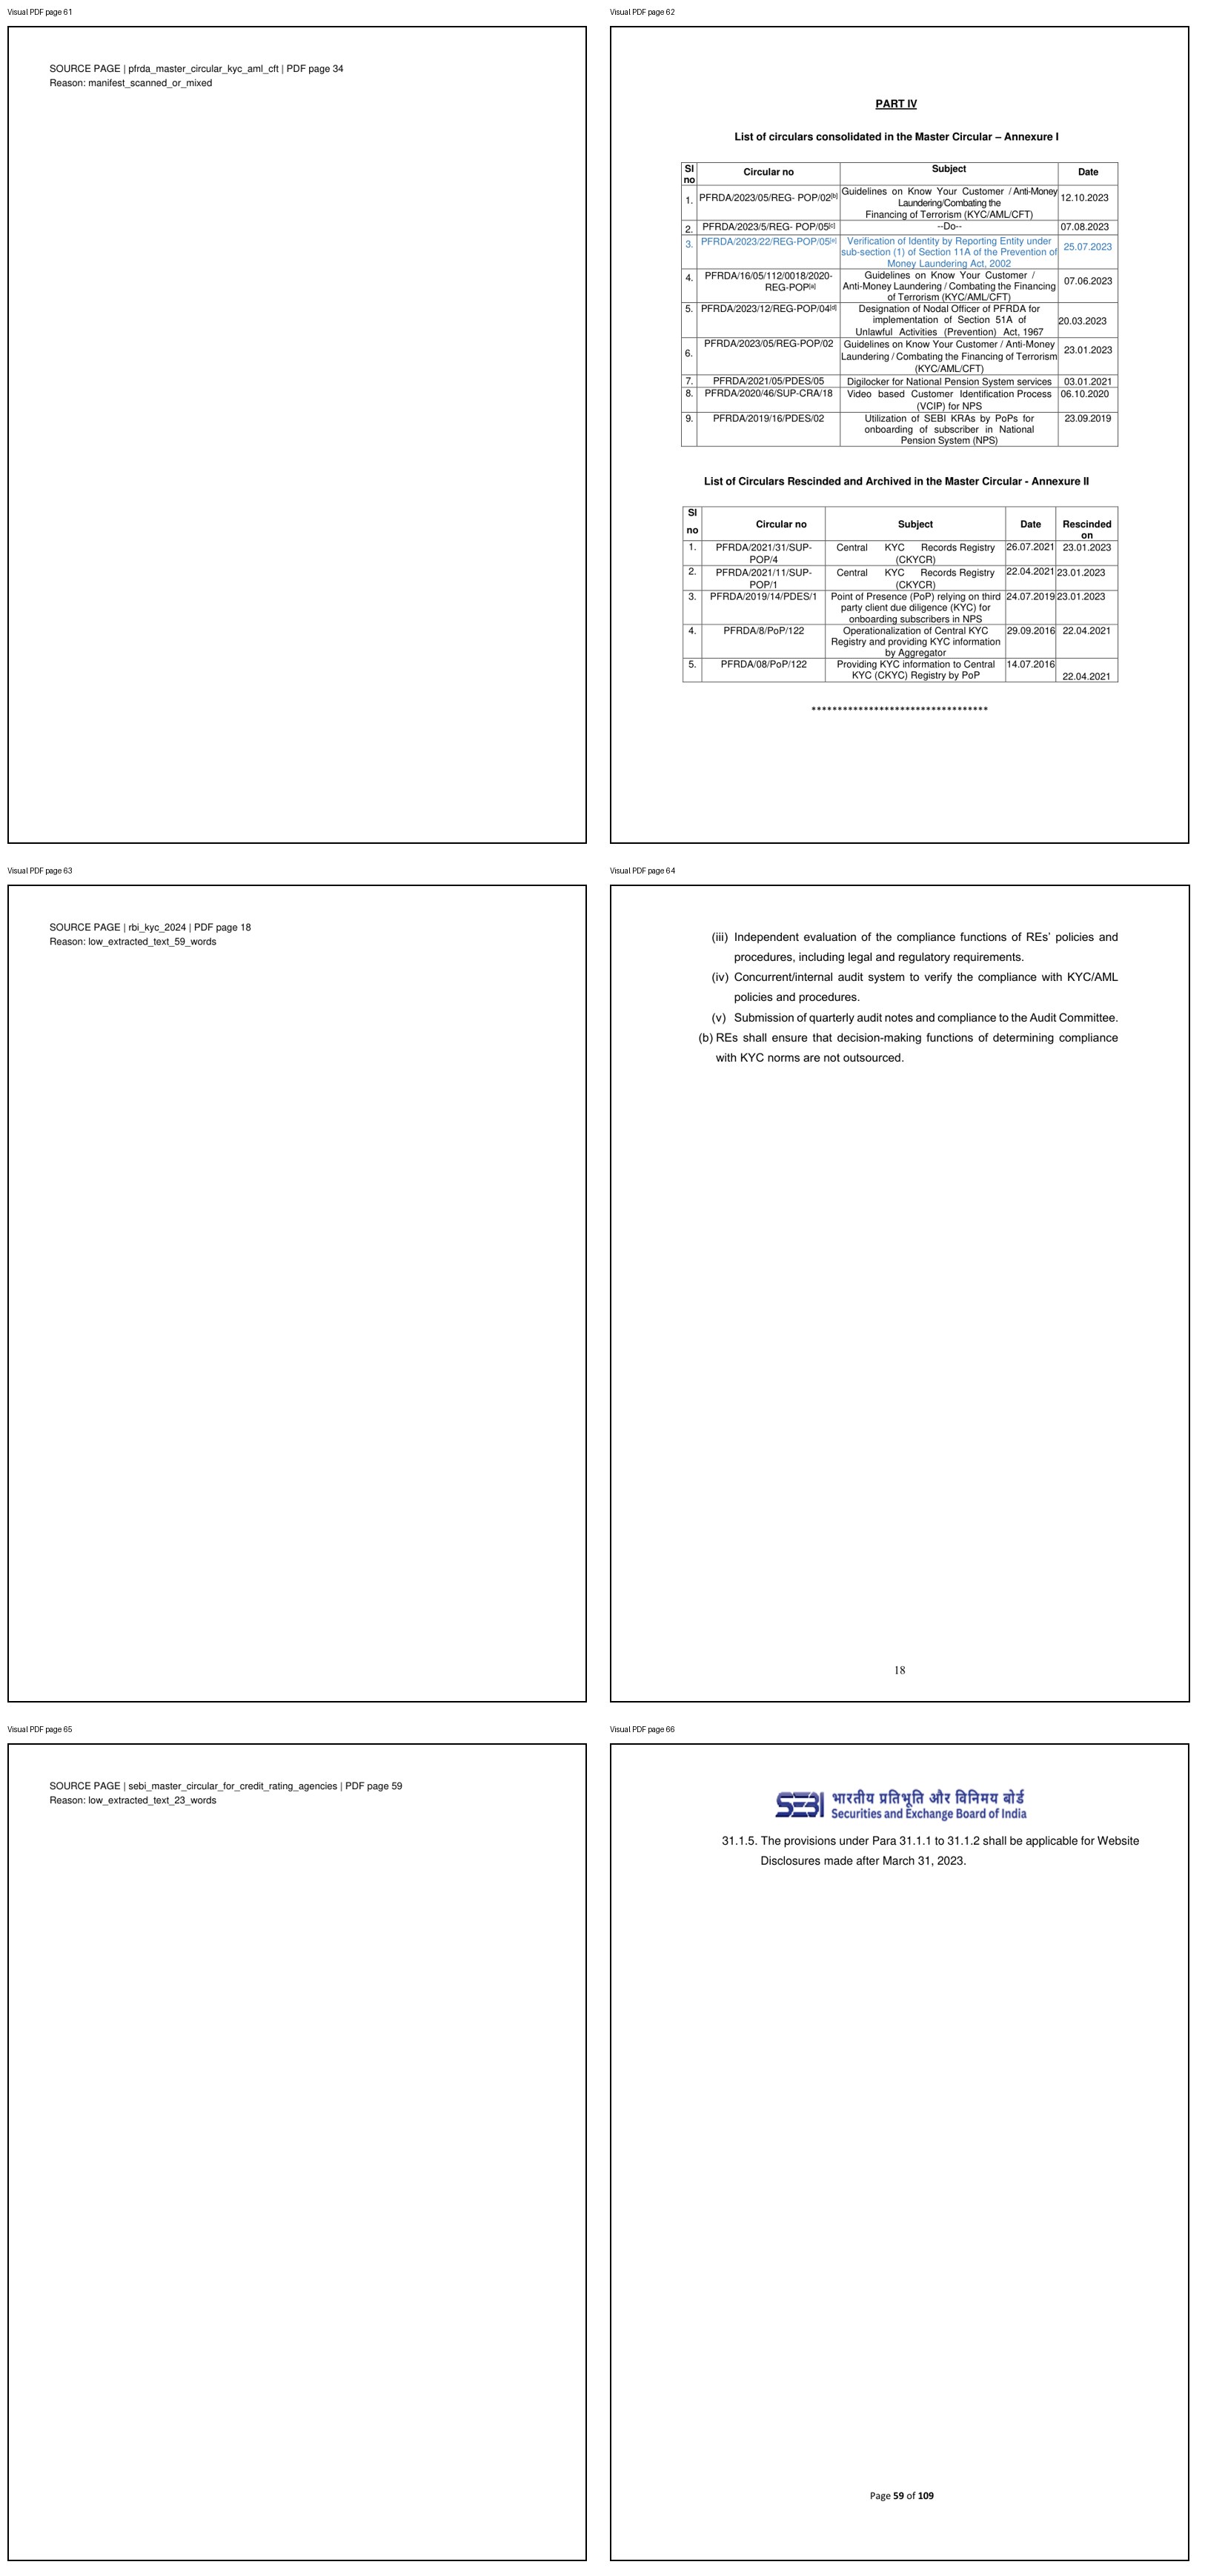 Visual PDF page 61
SOURCE PAGE | pfrda_master_circular_kyc_aml_cft | PDF page 34
Reason: manifest_scanned_or_mixed
Visual PDF page 62
PART IV
List of circulars consolidated in the Master Circular – Annexure I
Sl no Circular no Subject Date
1. PFRDA/2023/05/REG- POP/02[b] Guidelines on Know Your Customer / Anti-Money Laundering/Combating the Financing of Terrorism (KYC/AML/CFT) 12.10.2023
2. PFRDA/2023/5/REG- POP/05[c] --Do-- 07.08.2023
3. PFRDA/2023/22/REG-POP/05[e] Verification of Identity by Reporting Entity under sub-section (1) of Section 11A of the Prevention of Money Laundering Act, 2002 25.07.2023
4. PFRDA/16/05/112/0018/2020-REG-POP[a] Guidelines on Know Your Customer / Anti-Money Laundering / Combating the Financing of Terrorism (KYC/AML/CFT) 07.06.2023
5. PFRDA/2023/12/REG-POP/04[d] Designation of Nodal Officer of PFRDA for implementation of Section 51A of Unlawful Activities (Prevention) Act, 1967 20.03.2023
6. PFRDA/2023/05/REG-POP/02 Guidelines on Know Your Customer / Anti-Money Laundering / Combating the Financing of Terrorism (KYC/AML/CFT) 23.01.2023
7. PFRDA/2021/05/PDES/05 Digilocker for National Pension System services 03.01.2021
8. PFRDA/2020/46/SUP-CRA/18 Video based Customer Identification Process (VCIP) for NPS 06.10.2020
9. PFRDA/2019/16/PDES/02 Utilization of SEBI KRAs by PoPs for onboarding of subscriber in National Pension System (NPS) 23.09.2019
List of Circulars Rescinded and Archived in the Master Circular - Annexure II
Sl no Circular no Subject Date Rescinded on
1. PFRDA/2021/31/SUP-POP/4 Central KYC Records Registry (CKYCR) 26.07.2021 23.01.2023
2. PFRDA/2021/11/SUP-POP/1 Central KYC Records Registry (CKYCR) 22.04.2021 23.01.2023
3. PFRDA/2019/14/PDES/1 Point of Presence (PoP) relying on third party client due diligence (KYC) for onboarding subscribers in NPS 24.07.2019 23.01.2023
4. PFRDA/8/PoP/122 Operationalization of Central KYC Registry and providing KYC information by Aggregator 29.09.2016 22.04.2021
5. PFRDA/08/PoP/122 Providing KYC information to Central KYC (CKYC) Registry by PoP 14.07.2016 22.04.2021
**********************************
Visual PDF page 63
SOURCE PAGE | rbi_kyc_2024 | PDF page 18
Reason: low_extracted_text_59_words
Visual PDF page 64
(iii) Independent evaluation of the compliance functions of REs' policies and
procedures, including legal and regulatory requirements.
(iv) Concurrent/internal audit system to verify the compliance with KYC/AML
policies and procedures.
(v) Submission of quarterly audit notes and compliance to the Audit Committee.
(b) REs shall ensure that decision-making functions of determining compliance
with KYC norms are not outsourced.
18
Visual PDF page 65
SOURCE PAGE | sebi_master_circular_for_credit_rating_agencies | PDF page 59
Reason: low_extracted_text_23_words
Visual PDF page 66
SEBI भारतीय प्रतिभूति और विनिमय बोर्ड
Securities and Exchange Board of India
31.1.5. The provisions under Para 31.1.1 to 31.1.2 shall be applicable for Website
Disclosures made after March 31, 2023.
Page 59 of 109